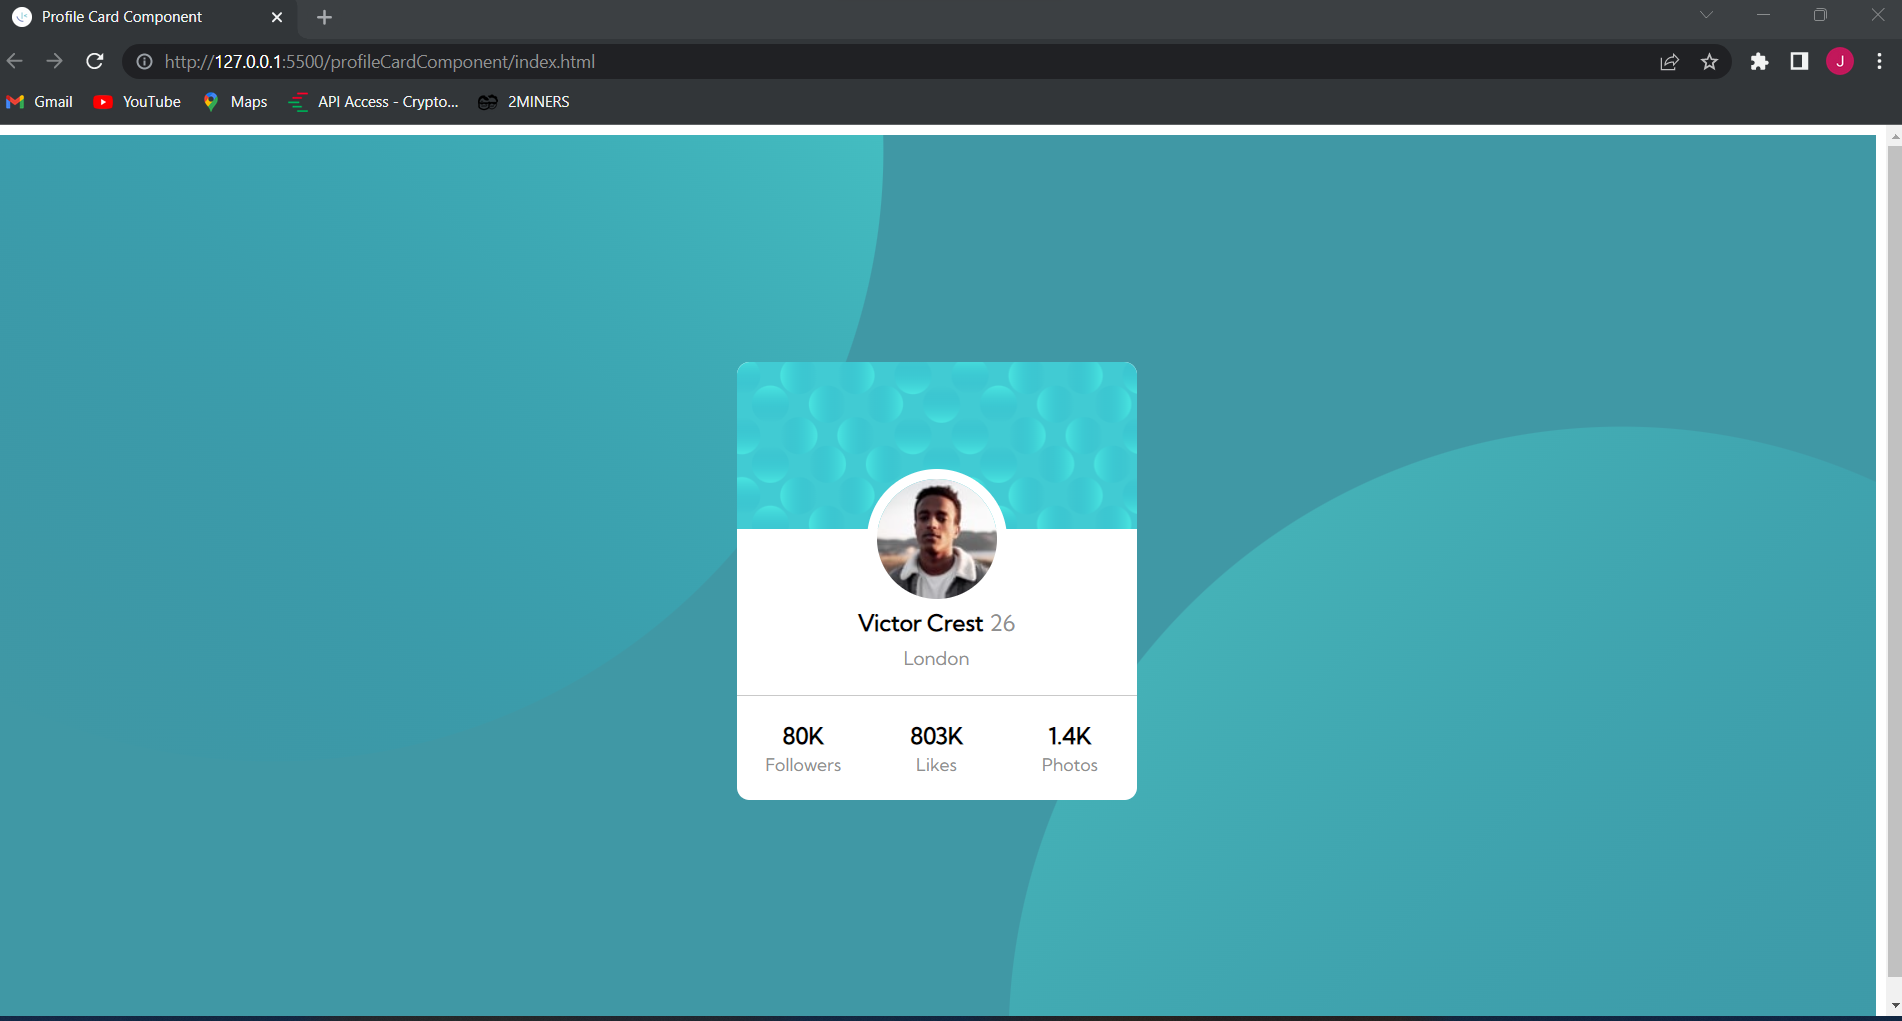 Profile Card Component
http://127.0.0.1:5500/profileCardComponent/index.html
J
Gmail YouTube Maps API Access - Crypto... 2MINERS
Victor Crest 26
London
80K 803K 1.4K
Followers Likes Photos